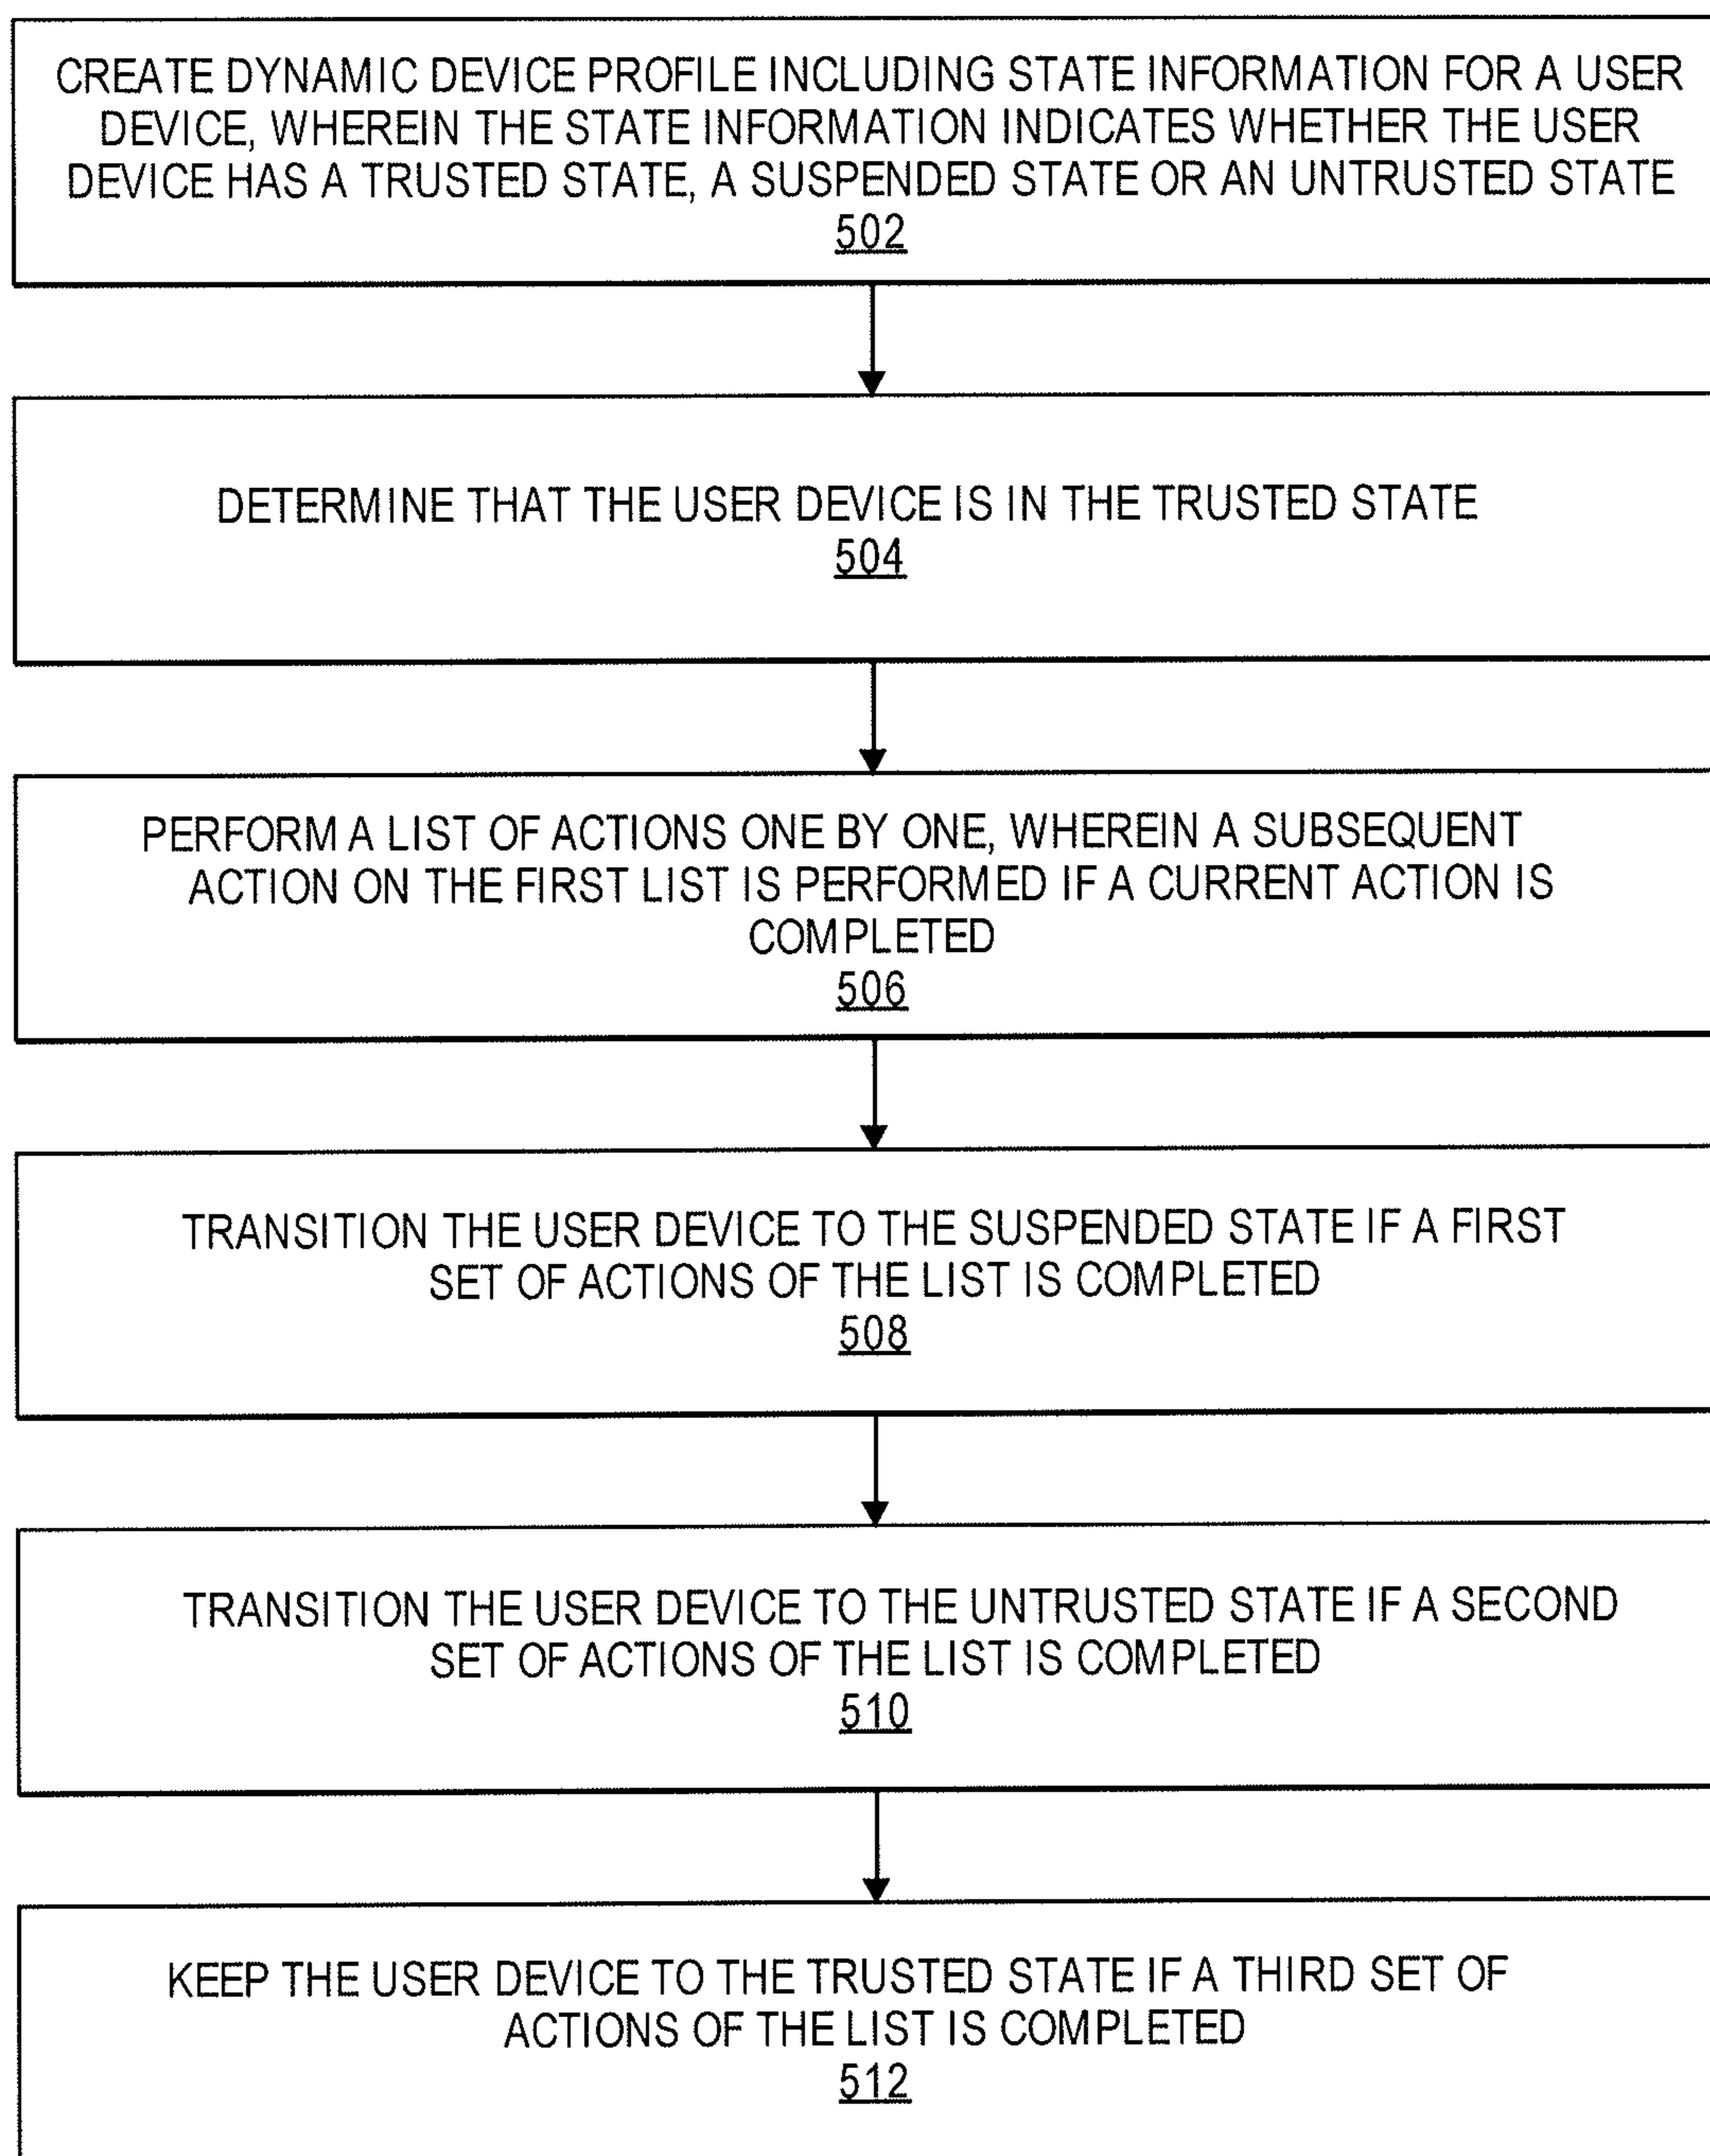 CREATE DYNAMIC DEVICE PROFILE INCLUDING STATE INFORMATION FOR A USER
DEVICE, WHEREIN THE STATE INFORMATION INDICATES WHETHER THE USER
DEVICE HAS A TRUSTED STATE, A SUSPENDED STATE OR AN UNTRUSTED STATE
502
DETERMINE THAT THE USER DEVICE IS IN THE TRUSTED STATE
504
PERFORM A LIST OF ACTIONS ONE BY ONE, WHEREIN A SUBSEQUENT
ACTION ON THE FIRST LIST IS PERFORMED IF A CURRENT ACTION IS
COMPLETED
506
TRANSITION THE USER DEVICE TO THE SUSPENDED STATE IF A FIRST
SET OF ACTIONS OF THE LIST IS COMPLETED
508
TRANSITION THE USER DEVICE TO THE UNTRUSTED STATE IF A SECOND
SET OF ACTIONS OF THE LIST IS COMPLETED
510
KEEP THE USER DEVICE TO THE TRUSTED STATE IF A THIRD SET OF
ACTIONS OF THE LIST IS COMPLETED
512